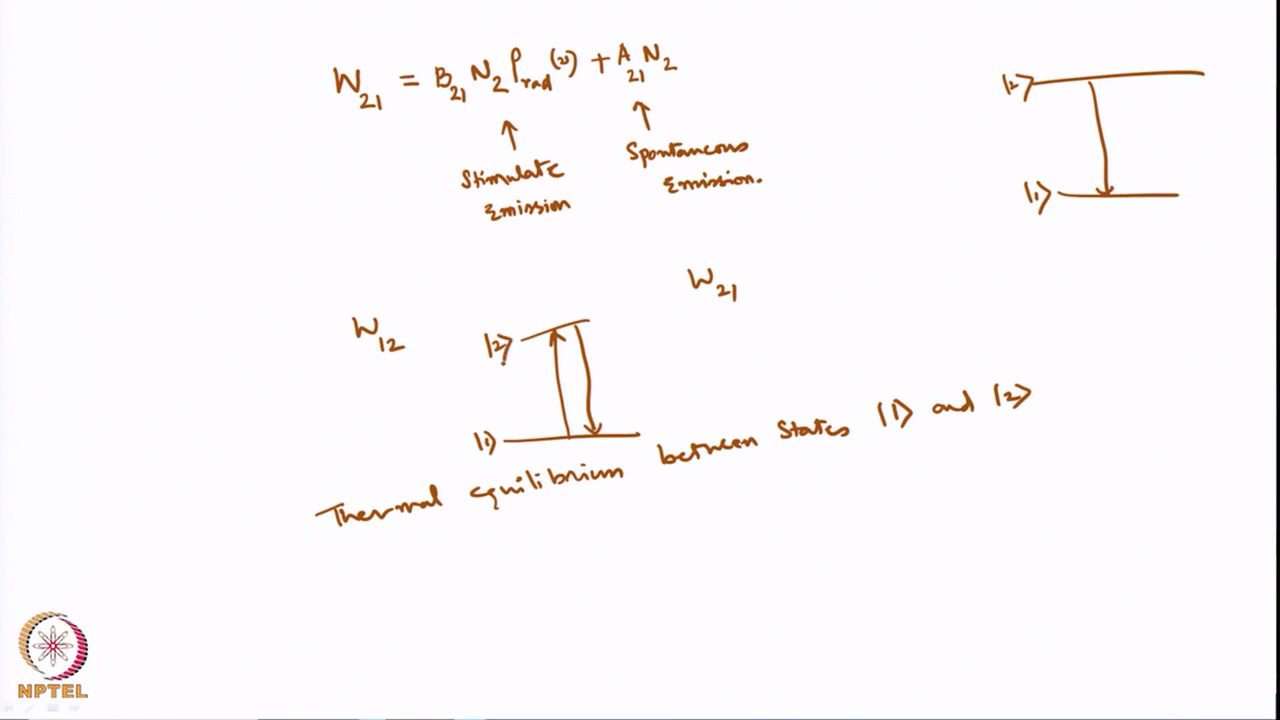 W₂₁ = B₂₁ N₂ ρ_rad(ν) + A₂₁ N₂
|2⟩
↑ ↑
Stimulate
Emission
Spontaneous
Emission.
|1⟩
W₂₁
W₁₂
|2⟩
|1⟩
Thermal equilibrium between States |1⟩ and |2⟩
NPTEL